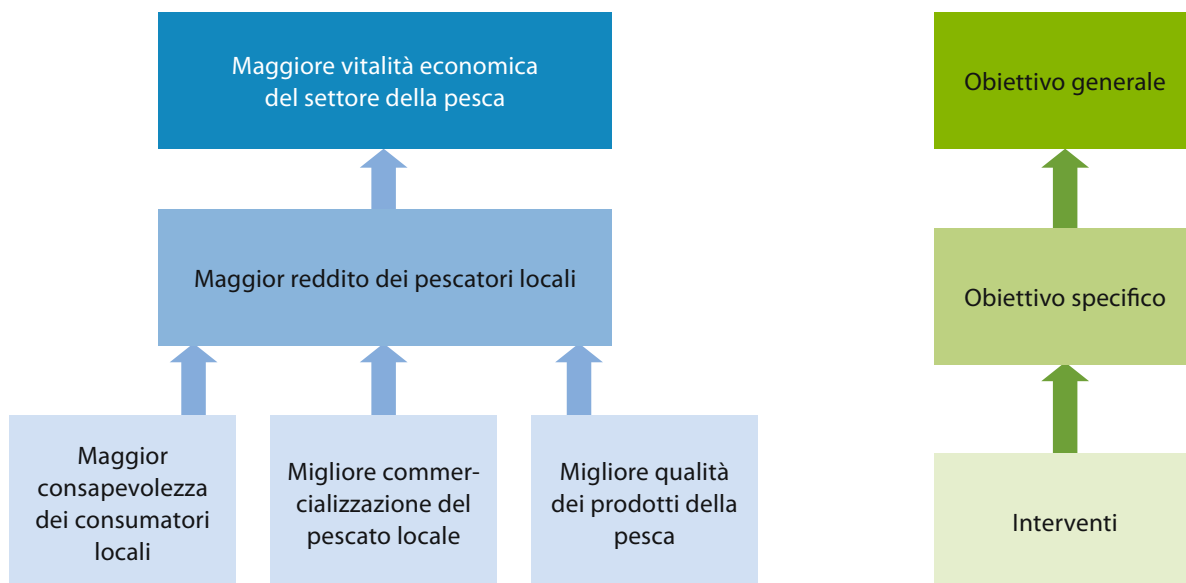 Maggiore vitalità economica
del settore della pesca
Obiettivo generale
Maggior reddito dei pescatori locali
Obiettivo specifico
Maggior
consapevolezza
dei consumatori
locali
Migliore commer-
cializzazione del
pescato locale
Migliore qualità
dei prodotti della
pesca
Interventi